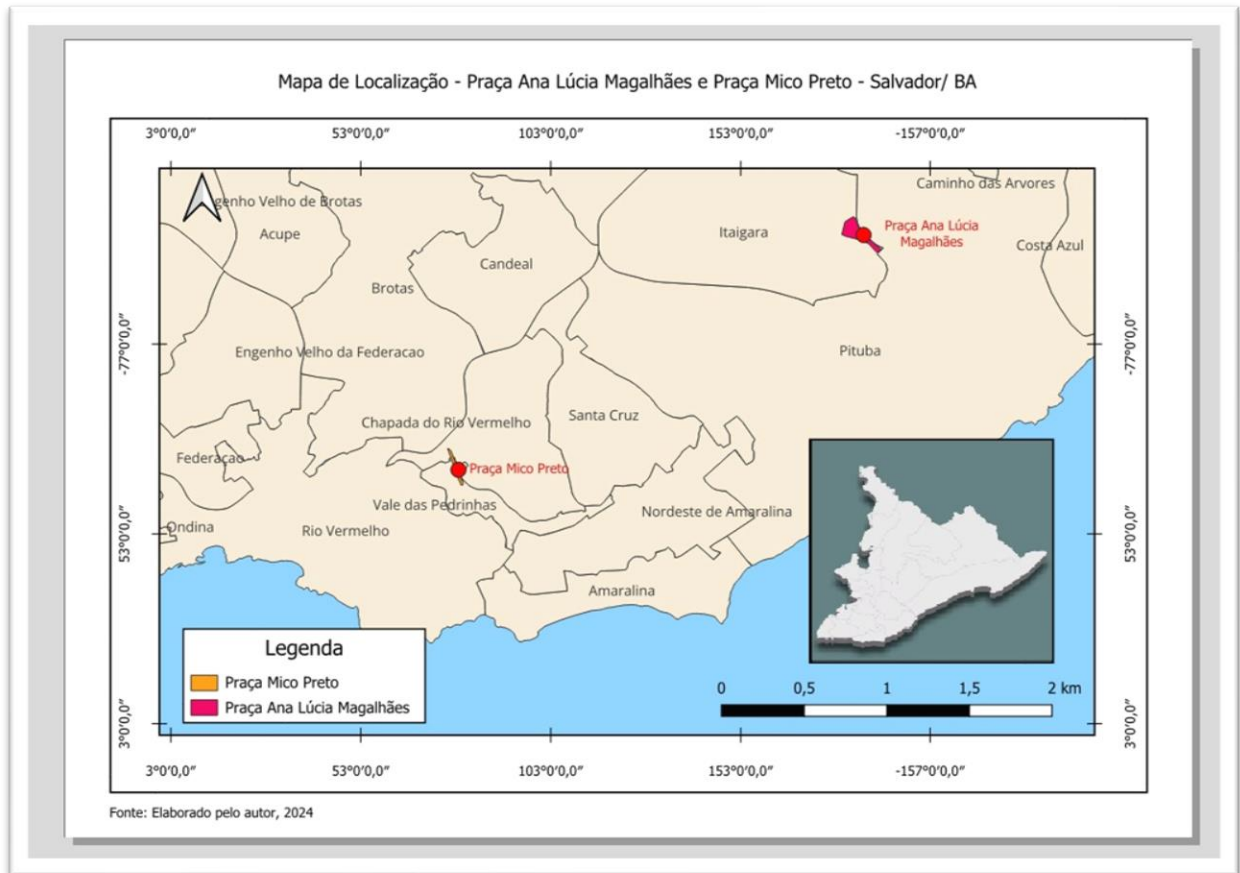 Mapa de Localização - Praça Ana Lúcia Magalhães e Praça Mico Preto - Salvador/ BA
3°0'0,0" 53°0'0,0" 103°0'0,0" 153°0'0,0" -157°0'0,0"
Caminho das Arvores
genho Velho de Brotas
Acupe
Itaigara
Praça Ana Lúcia
Magalhães
Costa Azul
Candeal
Brotas
-77°0'0,0"
-77°0'0,0"
Engenho Velho da Federacao
Pituba
Chapada do Rio Vermelho
Santa Cruz
Federaçao
Praça Mico Preto
Vale das Pedrinhas
Nordeste de Amaralina
Ondina
Rio Vermelho
53°0'0,0"
53°0'0,0"
Amaralina
Legenda
Praça Mico Preto
Praça Ana Lúcia Magalhães
0 0,5 1 1,5 2 km
3°0'0,0"
3°0'0,0"
3°0'0,0" 53°0'0,0" 103°0'0,0" 153°0'0,0" -157°0'0,0"
Fonte: Elaborado pelo autor, 2024